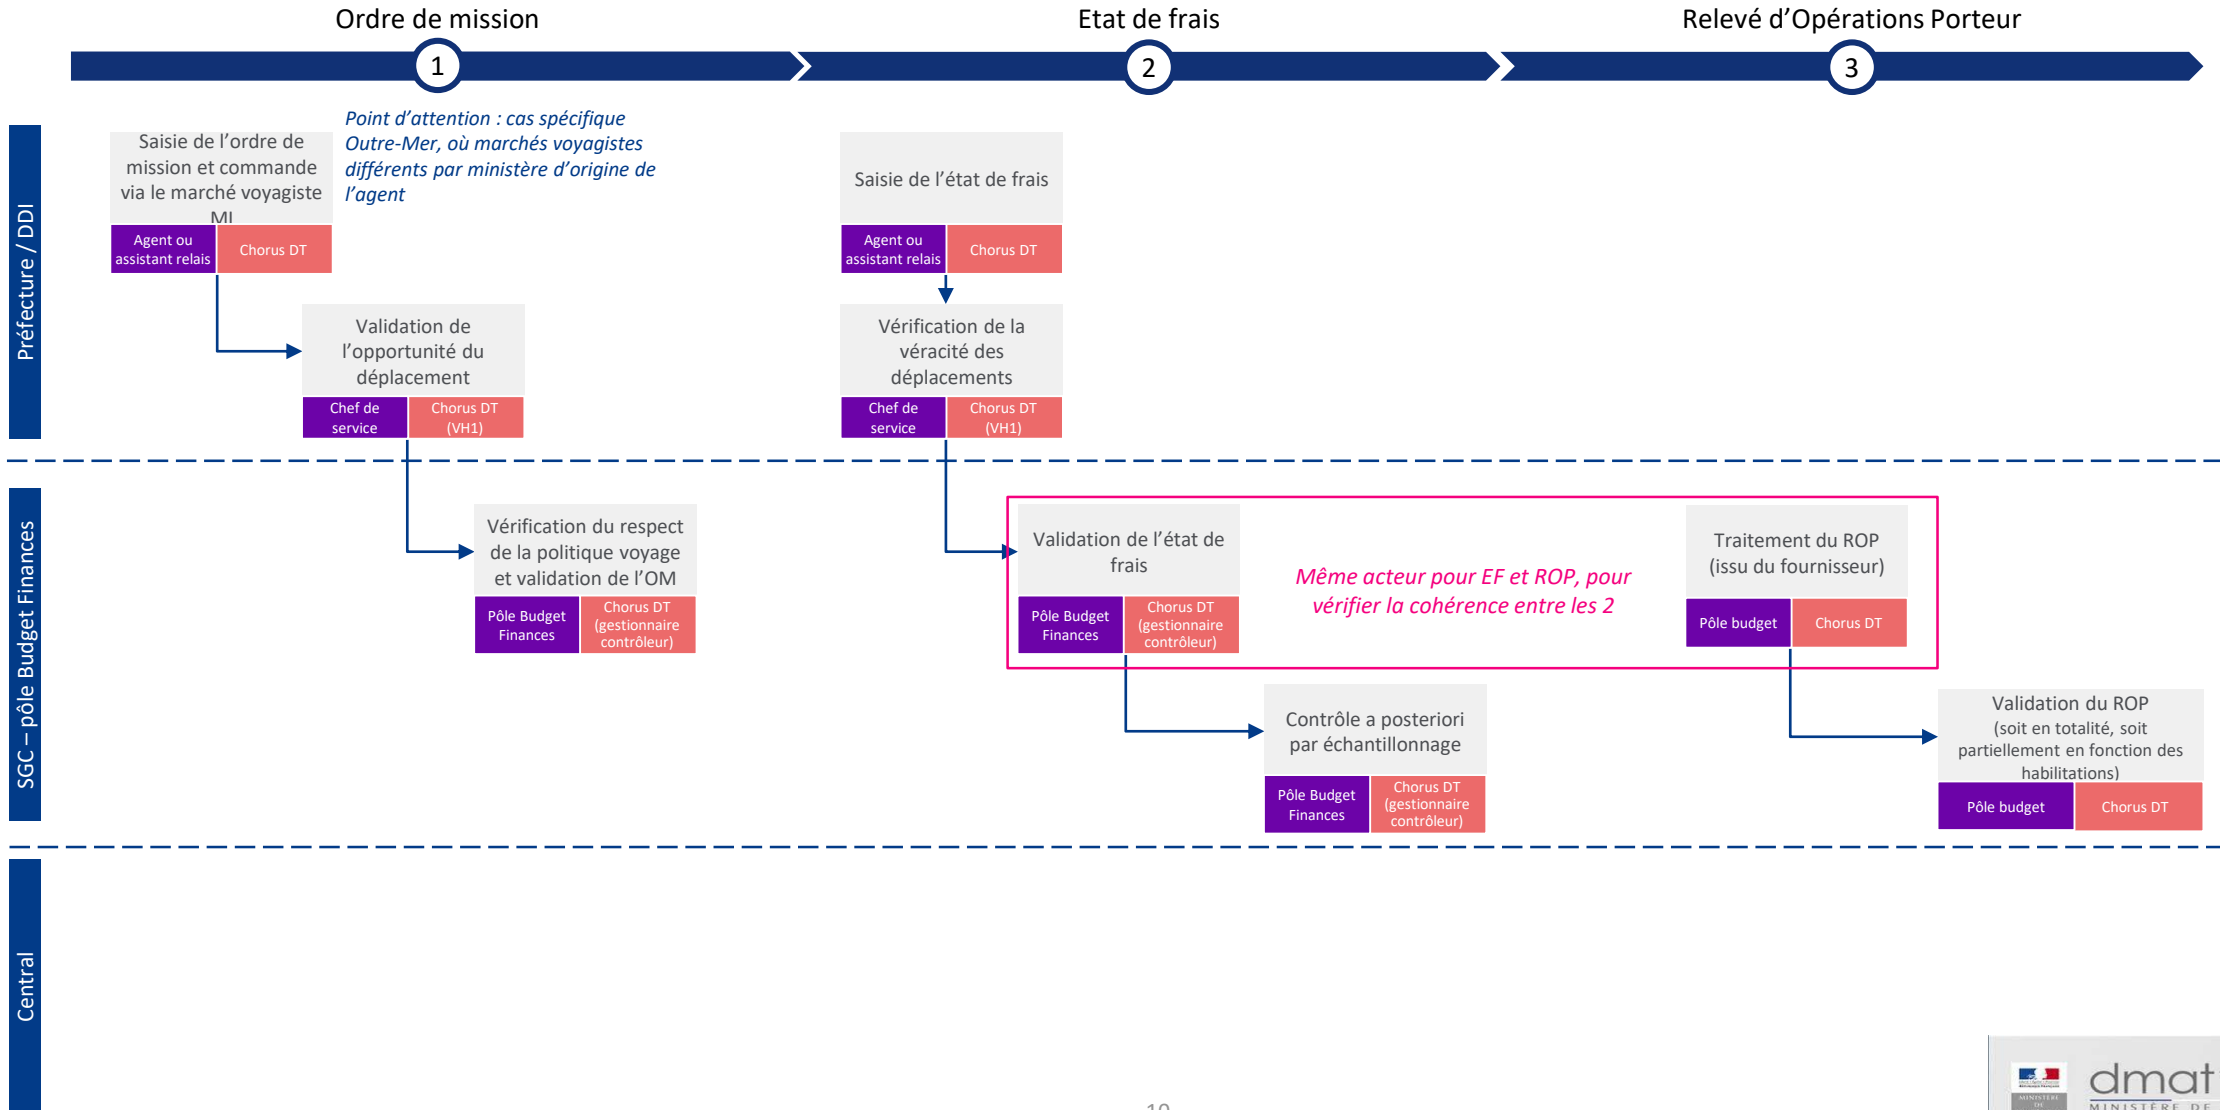 Ordre de mission
Etat de frais
Relevé d’Opérations Porteur
1
2
3
Préfecture / DDI
Saisie de l’ordre de
mission et commande
via le marché voyagiste
MI
Agent ou
assistant relais
Chorus DT
Point d’attention : cas spécifique
Outre-Mer, où marchés voyagistes
différents par ministère d’origine de
l’agent
Validation de
l’opportunité du
déplacement
Chef de
service
Chorus DT
(VH1)
Saisie de l’état de frais
Agent ou
assistant relais
Chorus DT
Vérification de la
véracité des
déplacements
Chef de
service
Chorus DT
(VH1)
SGC – pôle Budget Finances
Vérification du respect
de la politique voyage
et validation de l’OM
Pôle Budget
Finances
Chorus DT
(gestionnaire
contrôleur)
Validation de l’état de
frais
Pôle Budget
Finances
Chorus DT
(gestionnaire
contrôleur)
Même acteur pour EF et ROP, pour
vérifier la cohérence entre les 2
Traitement du ROP
(issu du fournisseur)
Pôle budget
Chorus DT
Contrôle a posteriori
par échantillonnage
Pôle Budget
Finances
Chorus DT
(gestionnaire
contrôleur)
Validation du ROP
(soit en totalité, soit
partiellement en fonction des
habilitations)
Pôle budget
Chorus DT
Central
10
MINISTÈRE
DE
dmat
MINISTÈRE DE